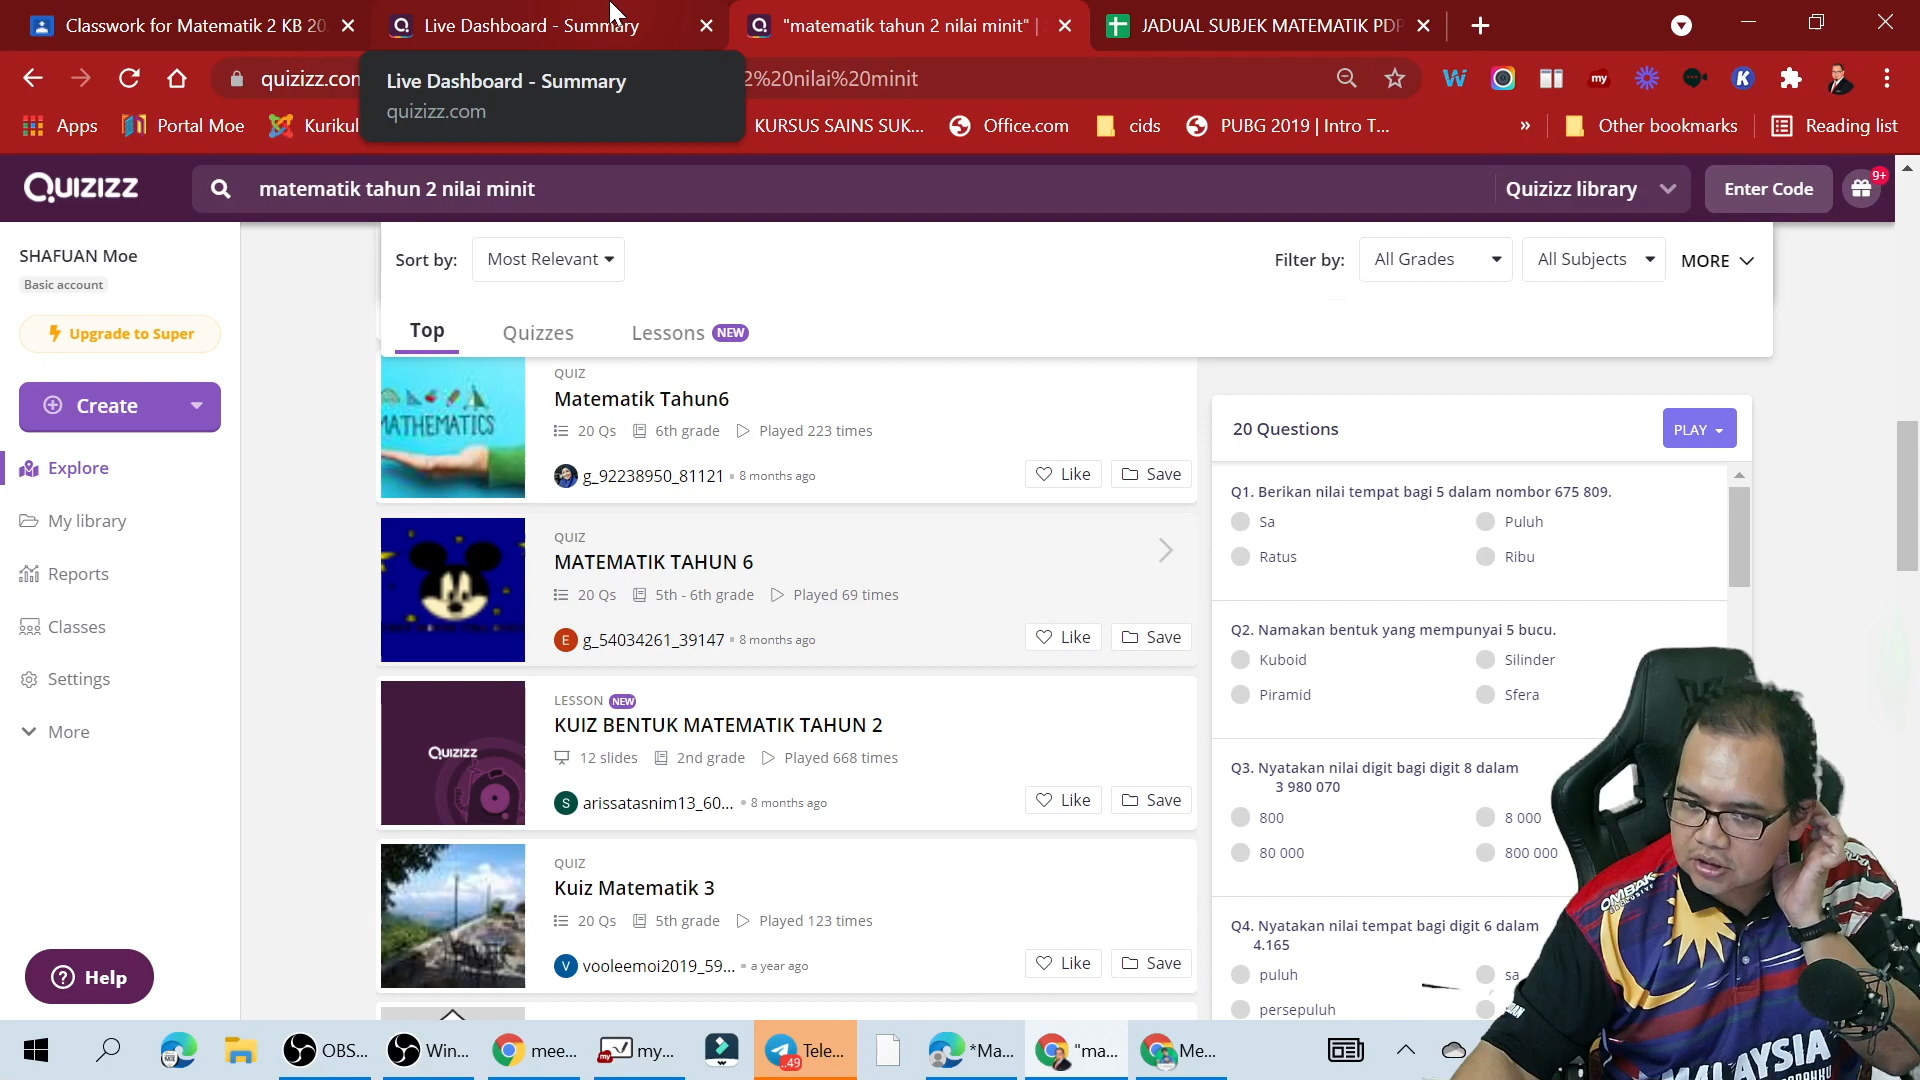 Classwork for Matematik 2 KB 20
Live Dashboard - Summary
"matematik tahun 2 nilai minit" |
JADUAL SUBJEK MATEMATIK PDP
quizizz.com
2%20nilai%20minit
Live Dashboard - Summary
quizizz.com
Apps
Portal Moe
Kurikul
KURSUS SAINS SUK...
Office.com
cids
PUBG 2019 | Intro T...
»
Other bookmarks
Reading list
Quizizz
matematik tahun 2 nilai minit
Quizizz library
Enter Code
9+
SHAFUAN Moe
Basic account
Upgrade to Super
Create
Explore
My library
Reports
Classes
Settings
More
Help
Sort by:
Most Relevant
Filter by:
All Grades
All Subjects
MORE
Top
Quizzes
Lessons NEW
MATHEMATICS
QUIZ
Matematik Tahun6
20 Qs 6th grade Played 223 times
g_92238950_81121 • 8 months ago
Like Save
QUIZ
MATEMATIK TAHUN 6
20 Qs 5th - 6th grade Played 69 times
E g_54034261_39147 • 8 months ago
Like Save
Quizizz
LESSON NEW
KUIZ BENTUK MATEMATIK TAHUN 2
12 slides 2nd grade Played 668 times
S arissatasnim13_60... • 8 months ago
Like Save
QUIZ
Kuiz Matematik 3
20 Qs 5th grade Played 123 times
V vooleemoi2019_59... • a year ago
Like Save
20 Questions
PLAY
Q1. Berikan nilai tempat bagi 5 dalam nombor 675 809.
Sa Puluh
Ratus Ribu
Q2. Namakan bentuk yang mempunyai 5 bucu.
Kuboid Silinder
Piramid Sfera
Q3. Nyatakan nilai digit bagi digit 8 dalam
3 980 070
800 8 000
80 000 800 000
Q4. Nyatakan nilai tempat bagi digit 6 dalam
4.165
puluh sa
persepuluh
OMBAK
MALAYSIA
OBS...
Win...
mee...
my...
Tele...
..49
*Ma...
"ma...
Me...